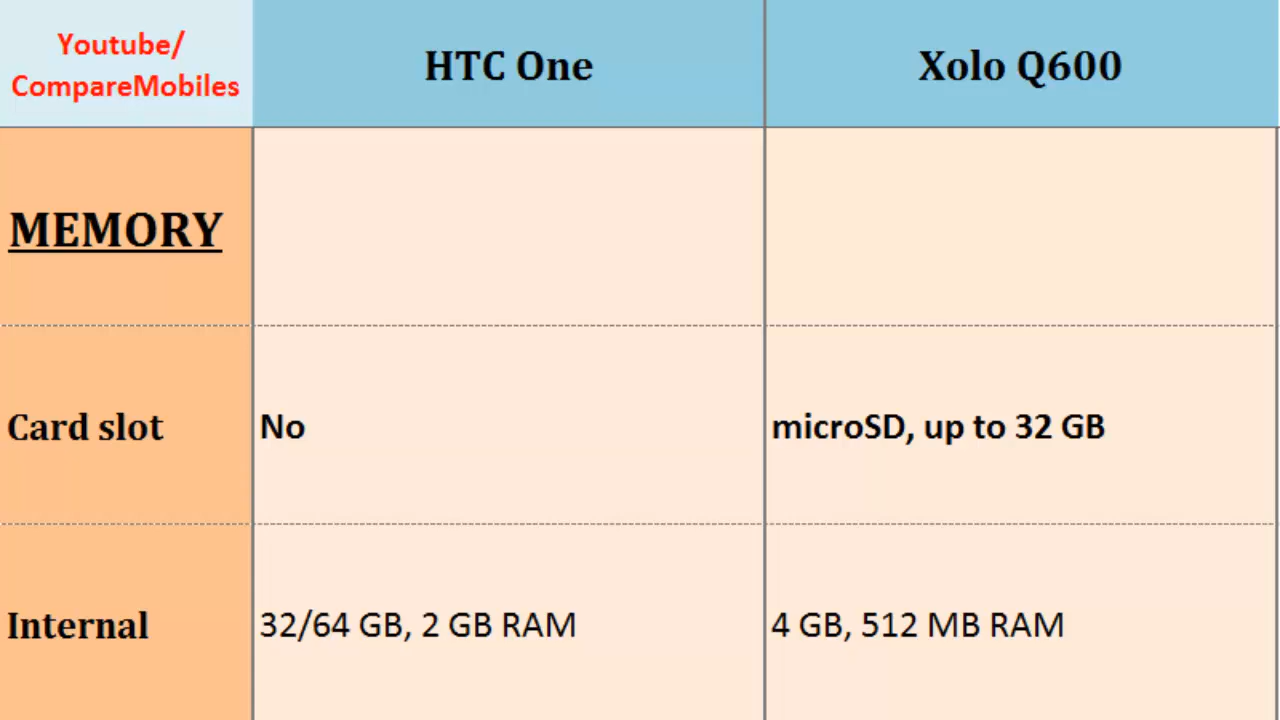 Youtube/
CompareMobiles
HTC One
Xolo Q600
MEMORY
Card slot
No
microSD, up to 32 GB
Internal
32/64 GB, 2 GB RAM
4 GB, 512 MB RAM